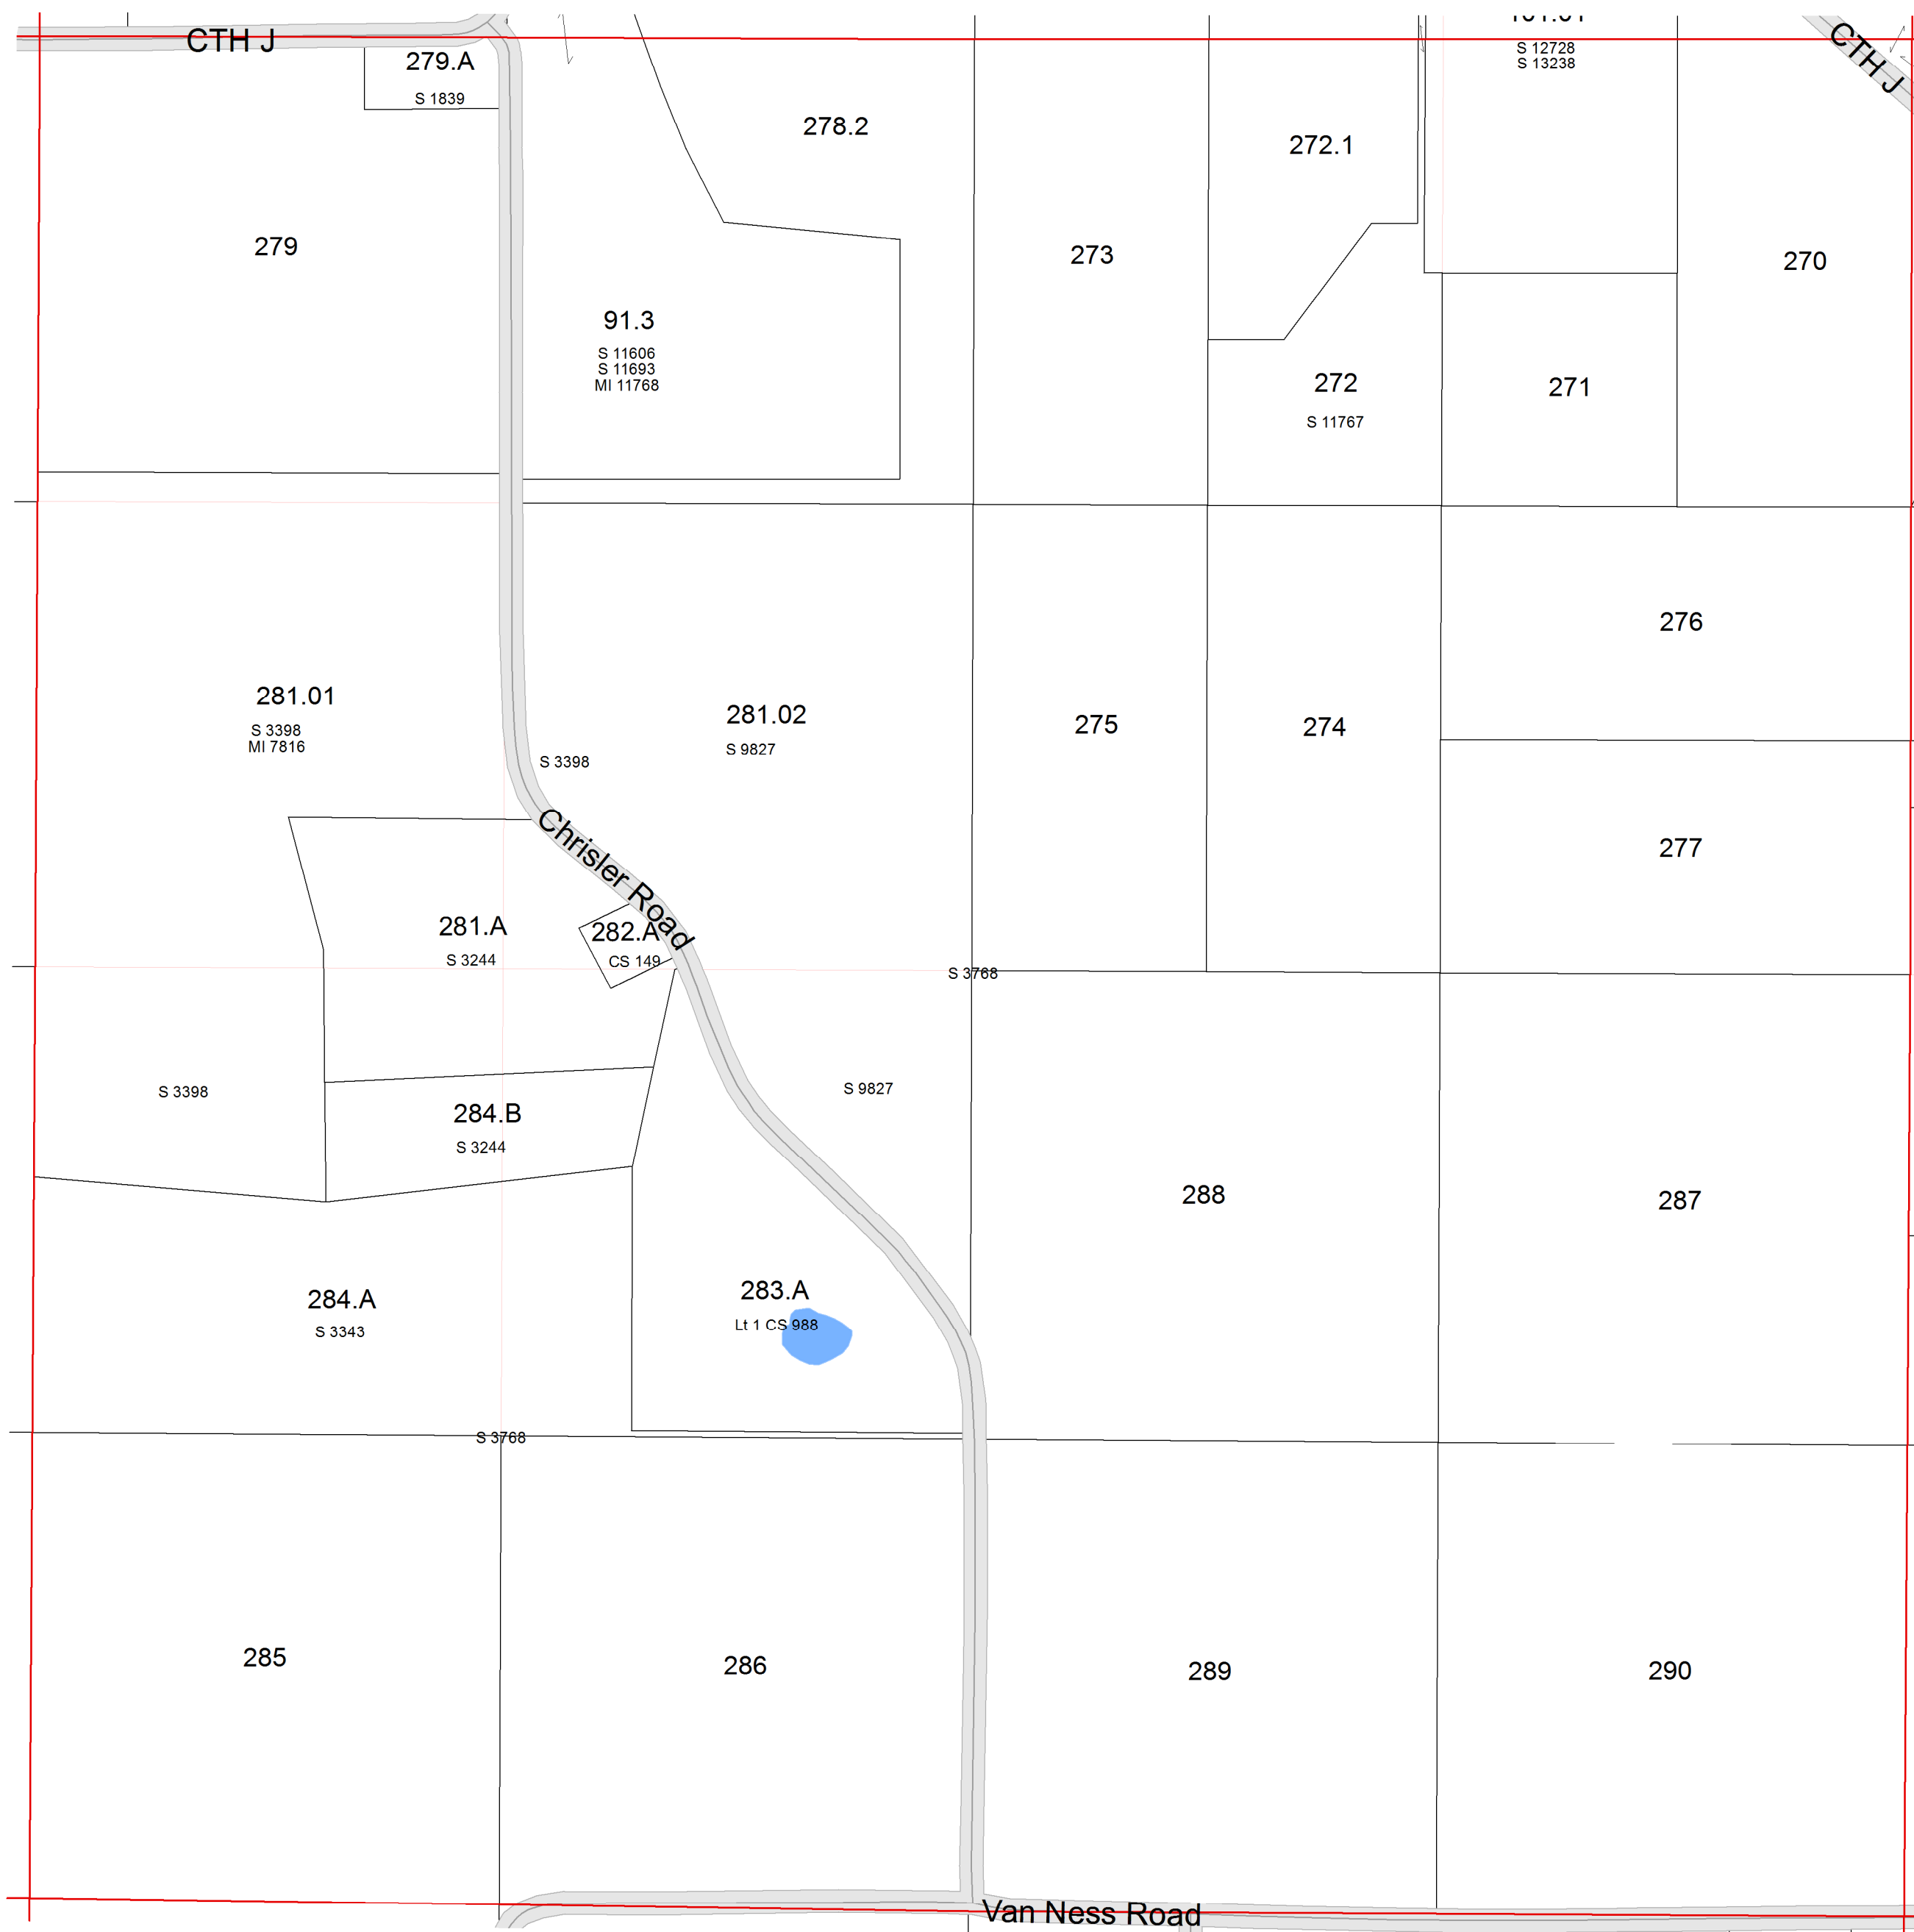 CTH J
CTH J
S 12728
S 13238
279.A
S 1839
278.2
272.1
279
273
270
91.3
S 11606
S 11693
MI 11768
272
S 11767
271
276
281.01
S 3398
MI 7816
281.02
S 9827
S 3398
275
274
Chrisler Road
277
281.A
S 3244
282.A
CS 149
S 3768
S 3398
284.B
S 3244
S 9827
288
287
284.A
S 3343
283.A
Lt 1 CS 988
S 3768
285
286
289
290
Van Ness Road